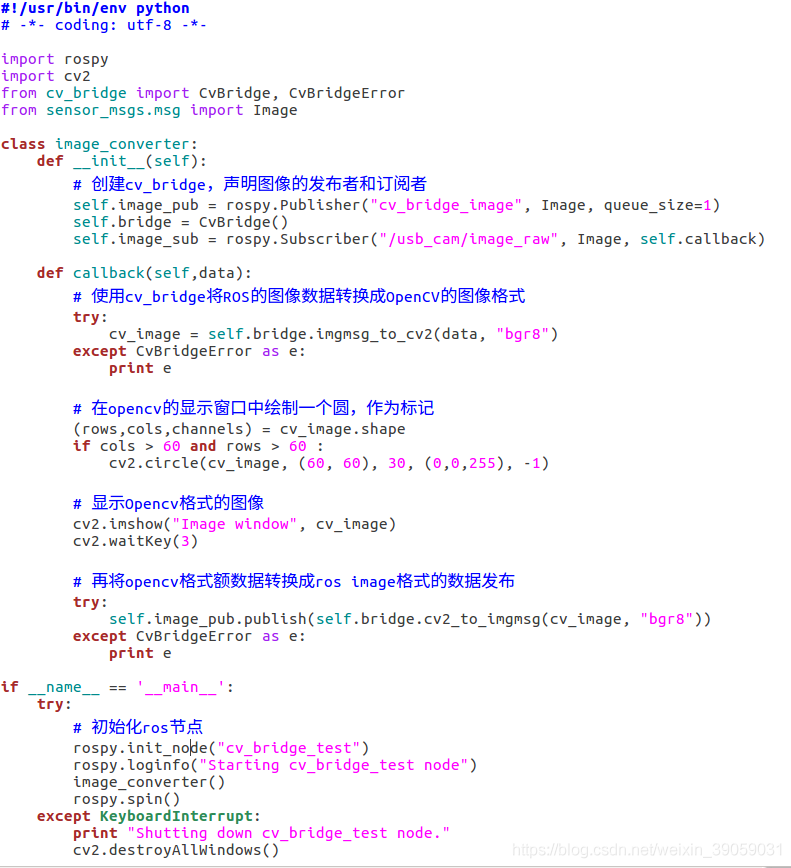 #!/usr/bin/env python
# -*- coding: utf-8 -*-

import rospy
import cv2
from cv_bridge import CvBridge, CvBridgeError
from sensor_msgs.msg import Image

class image_converter:
    def __init__(self):
        # 创建cv_bridge，声明图像的发布者和订阅者
        self.image_pub = rospy.Publisher("cv_bridge_image", Image, queue_size=1)
        self.bridge = CvBridge()
        self.image_sub = rospy.Subscriber("/usb_cam/image_raw", Image, self.callback)

    def callback(self,data):
        # 使用cv_bridge将ROS的图像数据转换成OpenCV的图像格式
        try:
            cv_image = self.bridge.imgmsg_to_cv2(data, "bgr8")
        except CvBridgeError as e:
            print e

        # 在opencv的显示窗口中绘制一个圆，作为标记
        (rows,cols,channels) = cv_image.shape
        if cols > 60 and rows > 60 :
            cv2.circle(cv_image, (60, 60), 30, (0,0,255), -1)

        # 显示Opencv格式的图像
        cv2.imshow("Image window", cv_image)
        cv2.waitKey(3)

        # 再将opencv格式额数据转换成ros image格式的数据发布
        try:
            self.image_pub.publish(self.bridge.cv2_to_imgmsg(cv_image, "bgr8"))
        except CvBridgeError as e:
            print e

if __name__ == '__main__':
    try:
        # 初始化ros节点
        rospy.init_node("cv_bridge_test")
        rospy.loginfo("Starting cv_bridge_test node")
        image_converter()
        rospy.spin()
    except KeyboardInterrupt:
        print "Shutting down cv_bridge_test node."
        cv2.destroyAllWindows()
https://blog.csdn.net/weixin_39059031